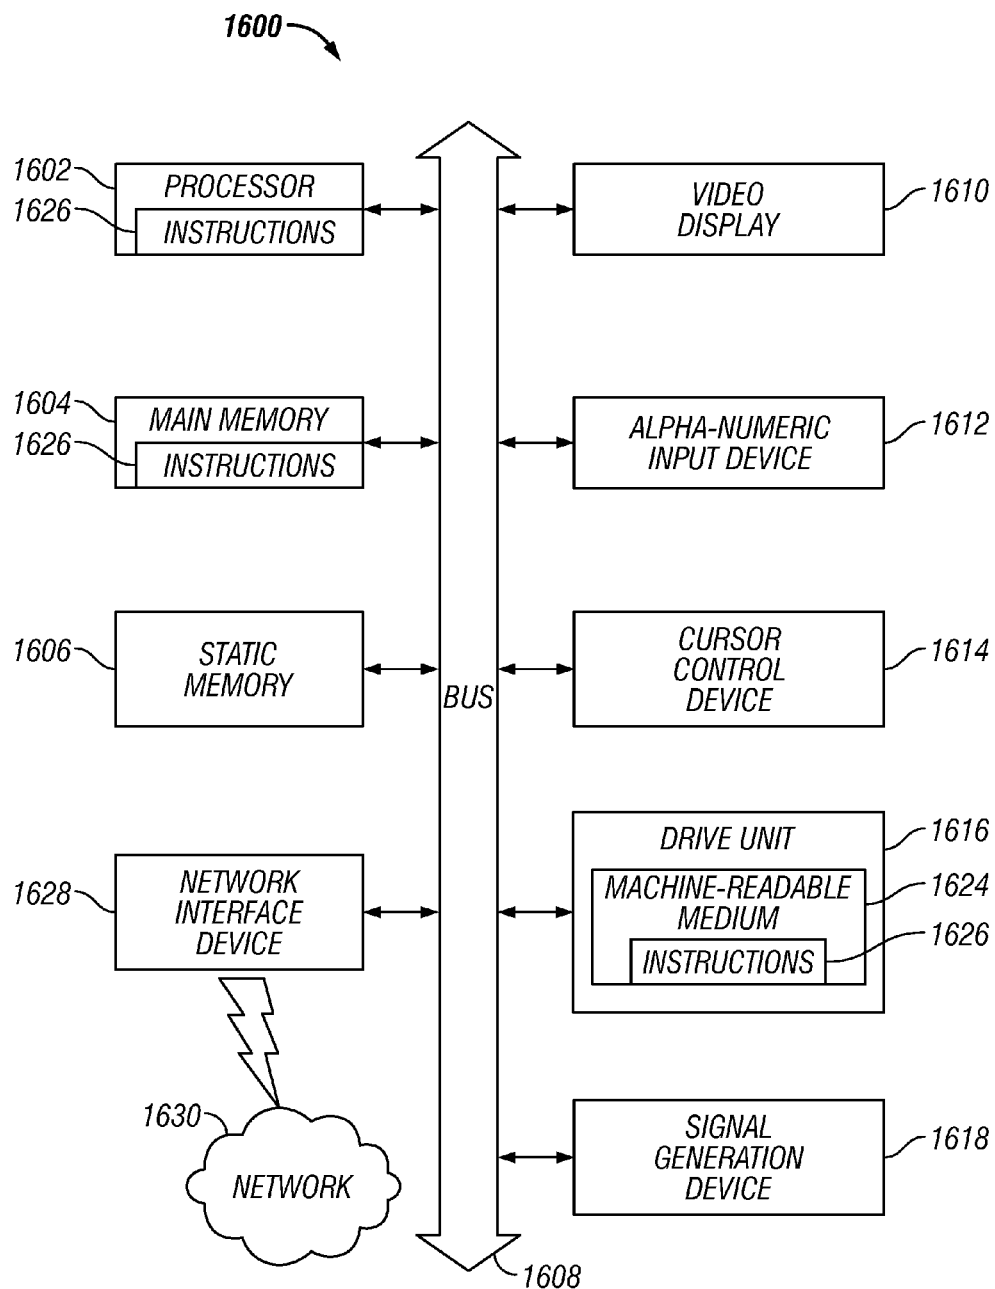 1600
1602
PROCESSOR
1626
INSTRUCTIONS
1604
MAIN MEMORY
1626
INSTRUCTIONS
1606
STATIC
MEMORY
1628
NETWORK
INTERFACE
DEVICE
1630
NETWORK
BUS
1608
VIDEO
DISPLAY
1610
ALPHA-NUMERIC
INPUT DEVICE
1612
CURSOR
CONTROL
DEVICE
1614
DRIVE UNIT
1616
MACHINE-READABLE
MEDIUM
1624
INSTRUCTIONS
1626
SIGNAL
GENERATION
DEVICE
1618